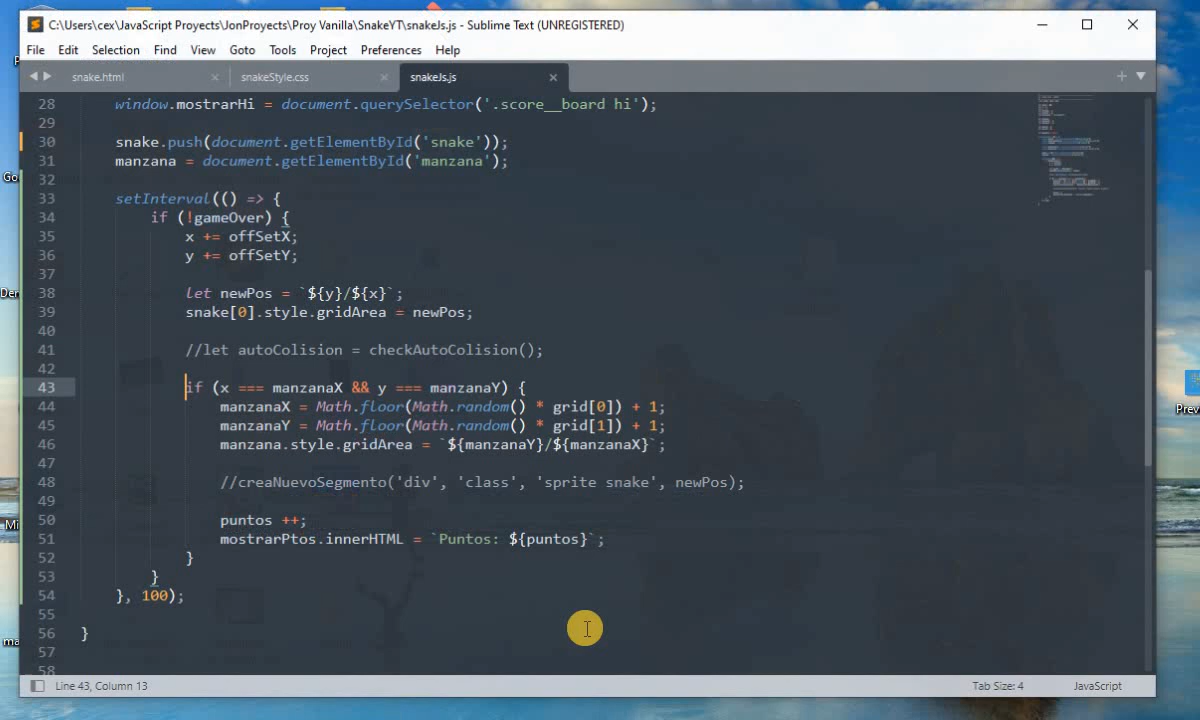 C:\Users\cex\JavaScript Proyects\JonProyects\Proy Vanilla\SnakeYT\snakeJs.js - Sublime Text (UNREGISTERED)
File Edit Selection Find View Goto Tools Project Preferences Help
snake.html snakeStyle.css snakeJs.js
28 window.mostrarHi = document.querySelector('.score__board hi');
29
30 snake.push(document.getElementById('snake'));
31 manzana = document.getElementById('manzana');
32
33 setInterval(() => {
34 if (!gameOver) {
35 x += offSetX;
36 y += offSetY;
37
38 let newPos = `${y}/${x}`;
39 snake[0].style.gridArea = newPos;
40
41 //let autoColision = checkAutoColision();
42
43 if (x === manzanaX && y === manzanaY) {
44 manzanaX = Math.floor(Math.random() * grid[0]) + 1;
45 manzanaY = Math.floor(Math.random() * grid[1]) + 1;
46 manzana.style.gridArea = `${manzanaY}/${manzanaX}`;
47
48 //creaNuevoSegmento('div', 'class', 'sprite snake', newPos);
49
50 puntos ++;
51 mostrarPtos.innerHTML = `Puntos: ${puntos}`;
52 }
53 }
54 }, 100);
55
56 }
57
58
Line 43, Column 13 Tab Size: 4 JavaScript
Go
Prev